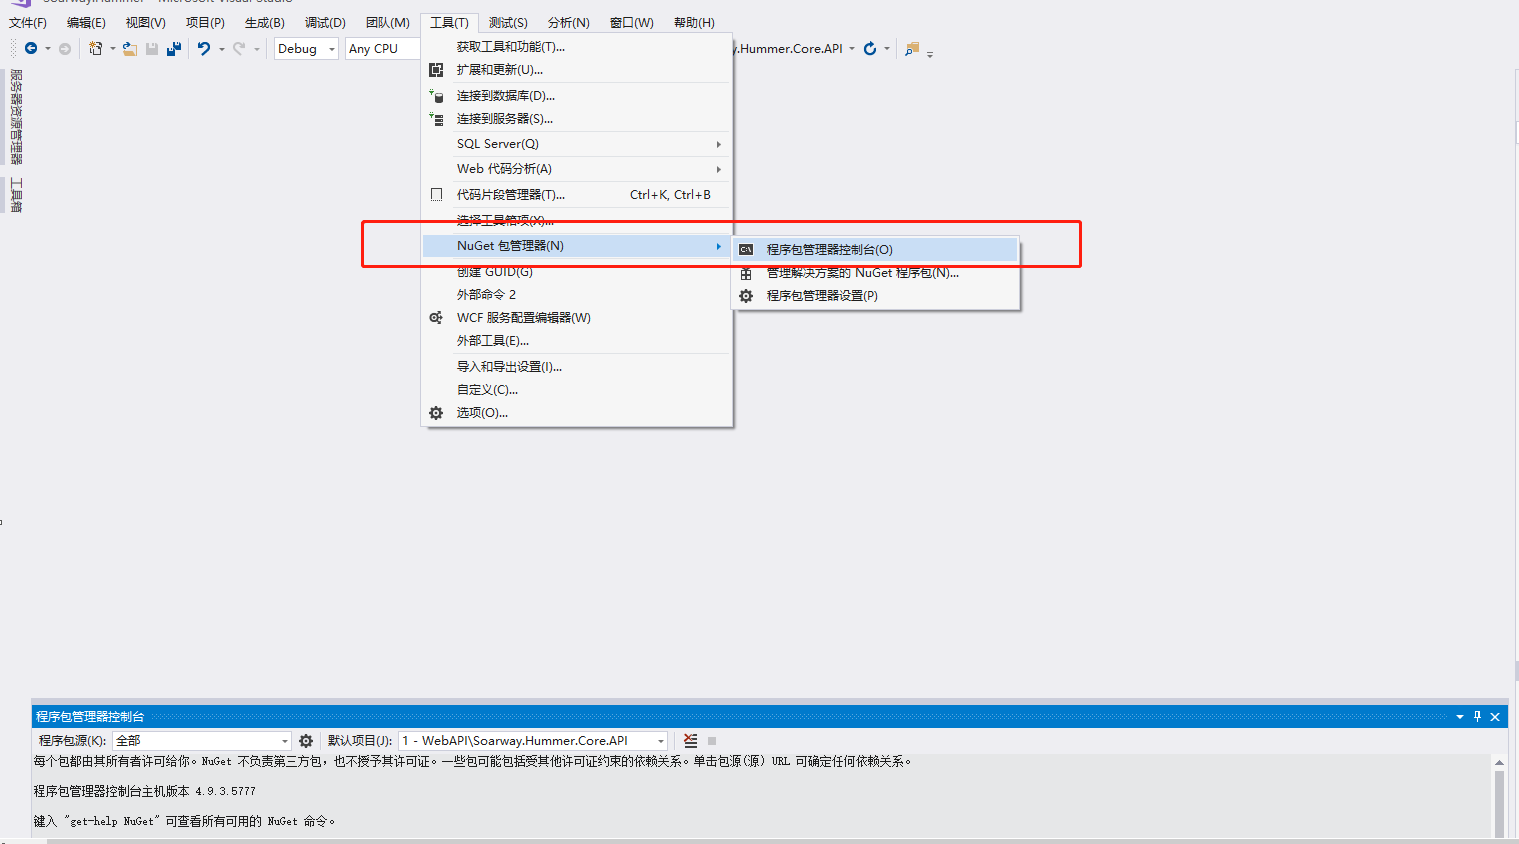 Soarway.Hummer - Microsoft Visual Studio
文件(F) 编辑(E) 视图(V) 项目(P) 生成(B) 调试(D) 团队(M) 工具(T) 测试(S) 分析(N) 窗口(W) 帮助(H)
Debug Any CPU y.Hummer.Core.API
服务器资源管理器
工具箱
获取工具和功能(T)...
扩展和更新(U)...
连接到数据库(D)...
连接到服务器(S)...
SQL Server(Q)
Web 代码分析(A)
代码片段管理器(T)... Ctrl+K, Ctrl+B
选择工具箱项(X)...
NuGet 包管理器(N)
创建 GUID(G)
外部命令 2
WCF 服务配置编辑器(W)
外部工具(E)...
导入和导出设置(I)...
自定义(C)...
选项(O)...
程序包管理器控制台(O)
管理解决方案的 NuGet 程序包(N)...
程序包管理器设置(P)
程序包管理器控制台
程序包源(K): 全部 默认项目(J): 1 - WebAPI\Soarway.Hummer.Core.API
每个包都由其所有者许可给你。NuGet 不负责第三方包，也不授予其许可证。一些包可能包括受其他许可证约束的依赖关系。单击包源(源) URL 可确定任何依赖关系。
程序包管理器控制台主机版本 4.9.3.5777
键入 "get-help NuGet" 可查看所有可用的 NuGet 命令。